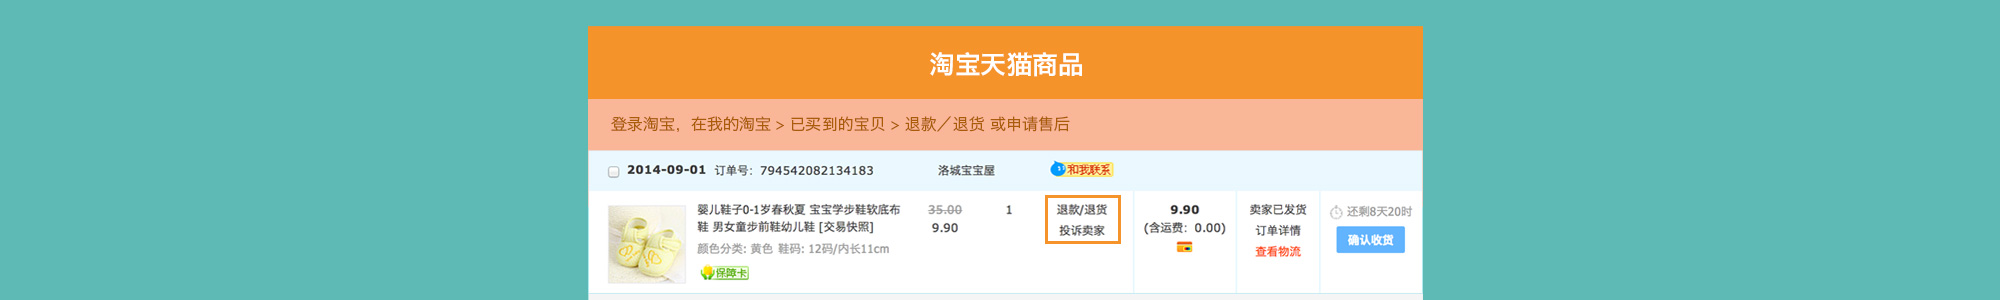 淘宝天猫商品
登录淘宝，在我的淘宝 > 已买到的宝贝 > 退款／退货 或申请售后
2014-09-01 订单号：794542082134183 洛城宝宝屋 和我联系
婴儿鞋子0-1岁春秋夏 宝宝学步鞋软底布 35.00 1 退款/退货 9.90 卖家已发货 还剩8天20时
鞋 男女童步前鞋幼儿鞋 [交易快照] 9.90 投诉卖家 (含运费：0.00) 订单详情 确认收货
颜色分类: 黄色 鞋码: 12码/内长11cm 查看物流
保障卡